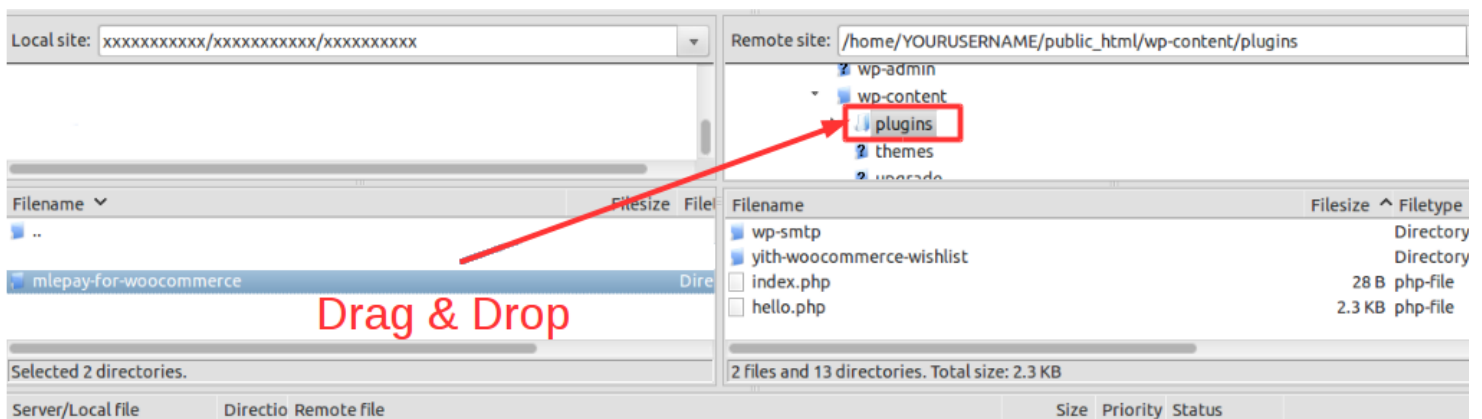 Local site: xxxxxxxxxxx/xxxxxxxxxxx/xxxxxxxxxx
Remote site: /home/YOURUSERNAME/public_html/wp-content/plugins
wp-admin
wp-content
plugins
themes
upgrade
Filename Filesize
..
mlepay-for-woocommerce Dire
Drag & Drop
Selected 2 directories.
Filename Filesize Filetype
wp-smtp Directory
yith-woocommerce-wishlist Directory
index.php 28 B php-file
hello.php 2.3 KB php-file
2 files and 13 directories. Total size: 2.3 KB
Server/Local file Directio Remote file Size Priority Status